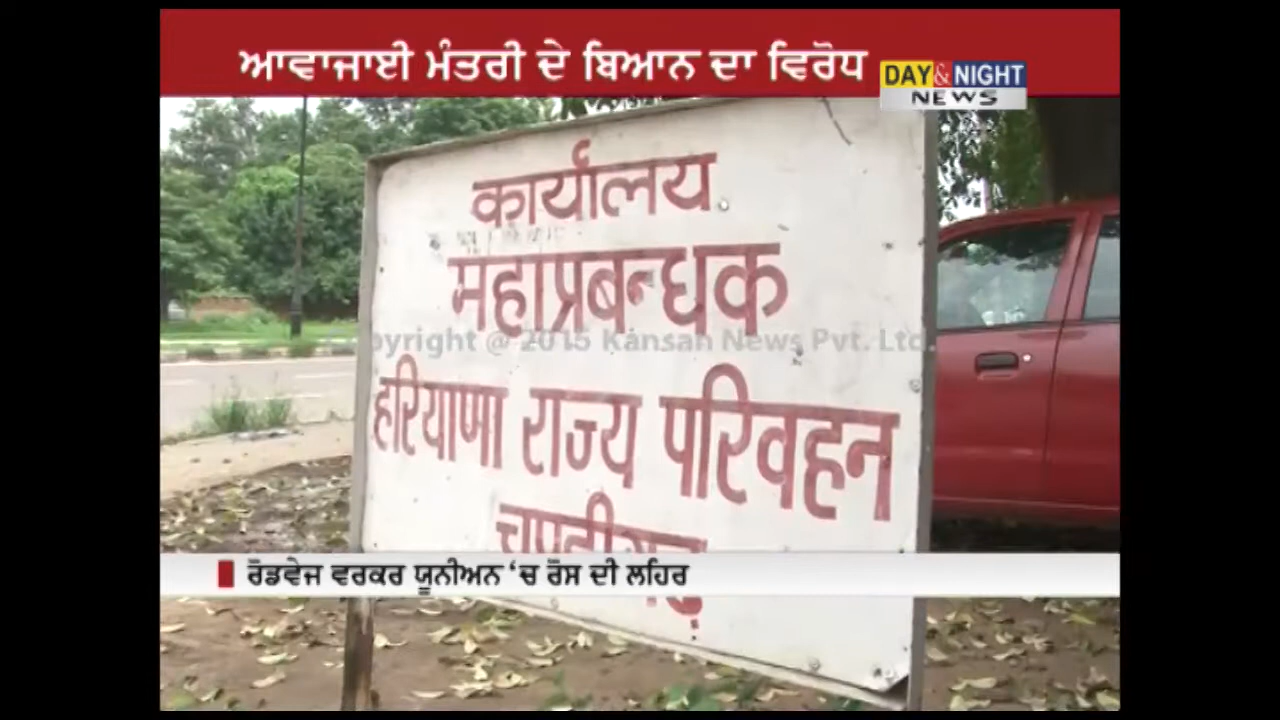 ਆਵਾਜਾਈ ਮੰਤਰੀ ਦੇ ਬਿਆਨ ਦਾ ਵਿਰੋਧ
DAY & NIGHT
NEWS
कार्यालय
महाप्रबन्धक
Copyright @ 2015 Kansan News Pvt. Ltd.
हरियाणा राज्य परिवहन
ਰੋਡਵੇਜ ਵਰਕਰ ਯੂਨੀਅਨ ‘ਚ ਰੋਸ ਦੀ ਲਹਿਰ